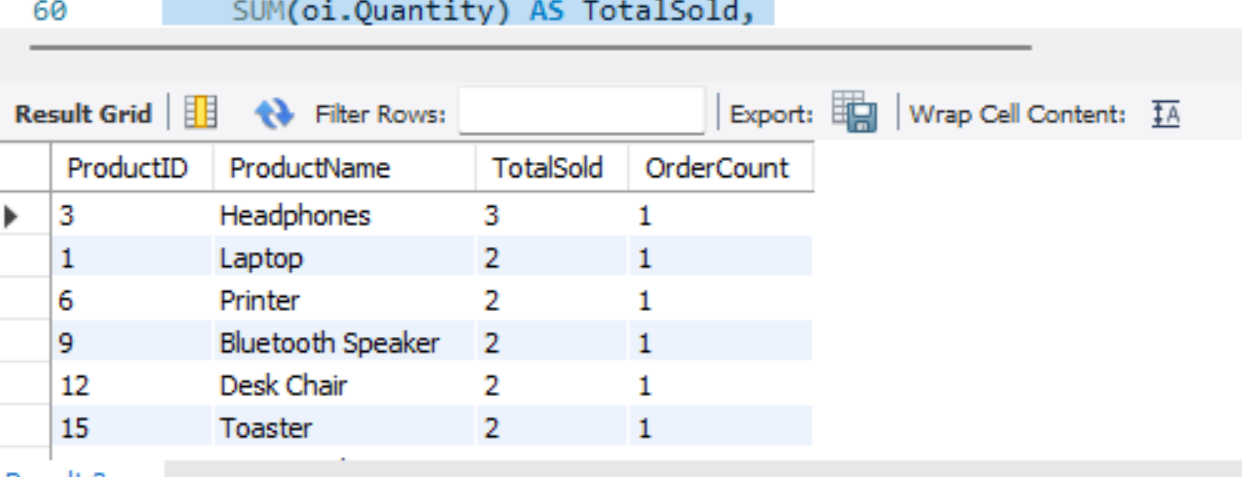 60 SUM(oi.Quantity) AS TotalSold,
Result Grid Filter Rows: Export: Wrap Cell Content: IA
ProductID ProductName TotalSold OrderCount
3 Headphones 3 1
1 Laptop 2 1
6 Printer 2 1
9 Bluetooth Speaker 2 1
12 Desk Chair 2 1
15 Toaster 2 1